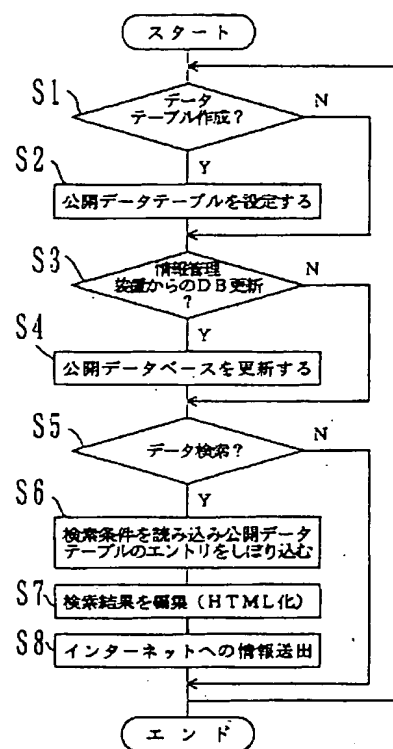 スタート
S1
データ
テーブル作成?
N
Y
S2
公開データテーブルを設定する
S3
情報管理
装置からのDB更新
?
N
Y
S4
公開データベースを更新する
S5
データ検索?
N
Y
S6
検索条件を読み込み公開データ
テーブルのエントリをしぼり込む
S7
検索結果を編集(HTML化)
S8
インターネットへの情報送出
エンド